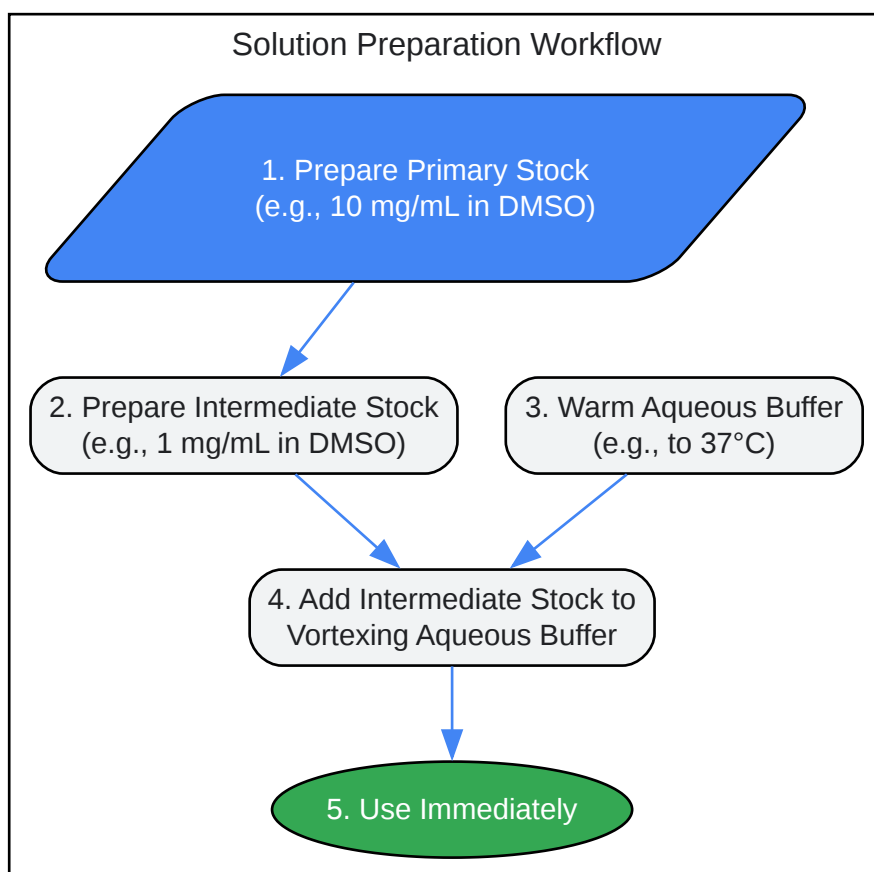 Solution Preparation Workflow
1. Prepare Primary Stock
(e.g., 10 mg/mL in DMSO)
2. Prepare Intermediate Stock
(e.g., 1 mg/mL in DMSO)
3. Warm Aqueous Buffer
(e.g., to 37°C)
4. Add Intermediate Stock to
Vortexing Aqueous Buffer
5. Use Immediately